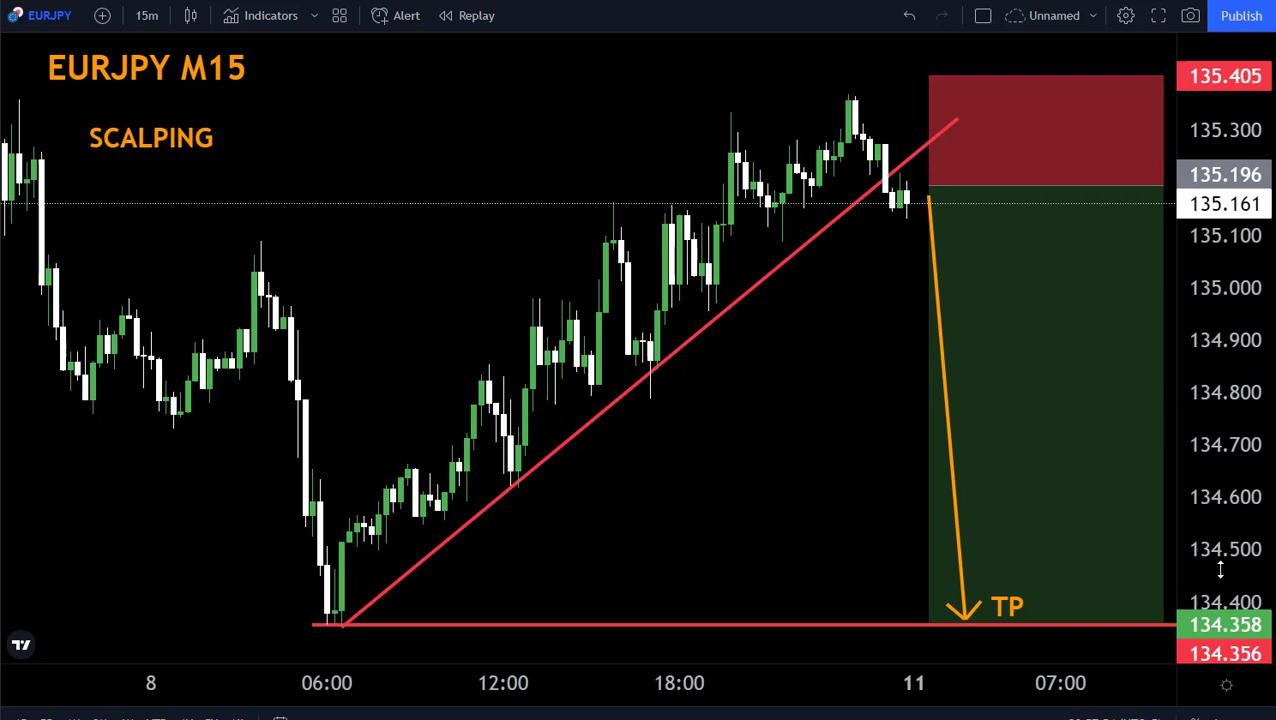 EURJPY 15m Indicators Alert Replay Unnamed Publish
EURJPY M15
SCALPING
135.405
135.300
135.196
135.161
135.100
135.000
134.900
134.800
134.700
134.600
134.500
134.400
TP
134.358
134.356
8 06:00 12:00 18:00 11 07:00